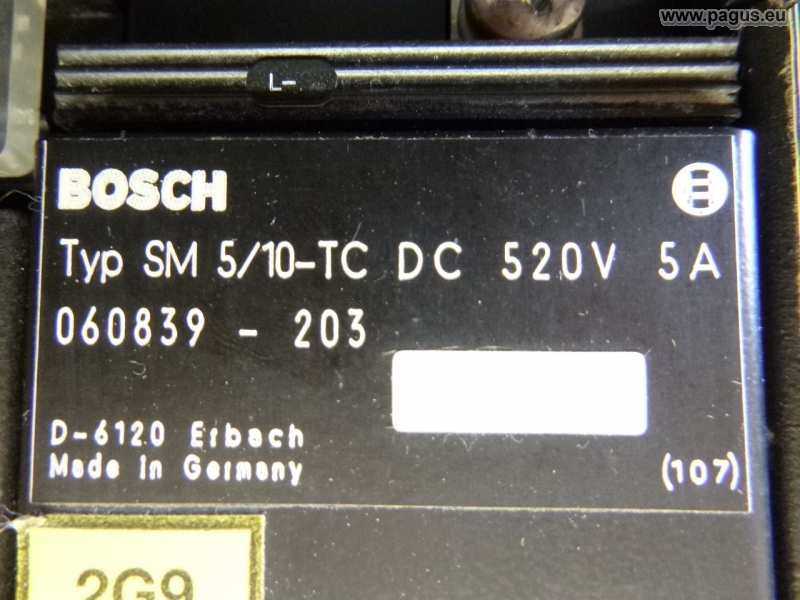 www.pagus.eu
L-
BOSCH
Typ SM 5/10-TC DC 520V 5A
060839 - 203
D-6120 Erbach
Made in Germany
(107)
2G9